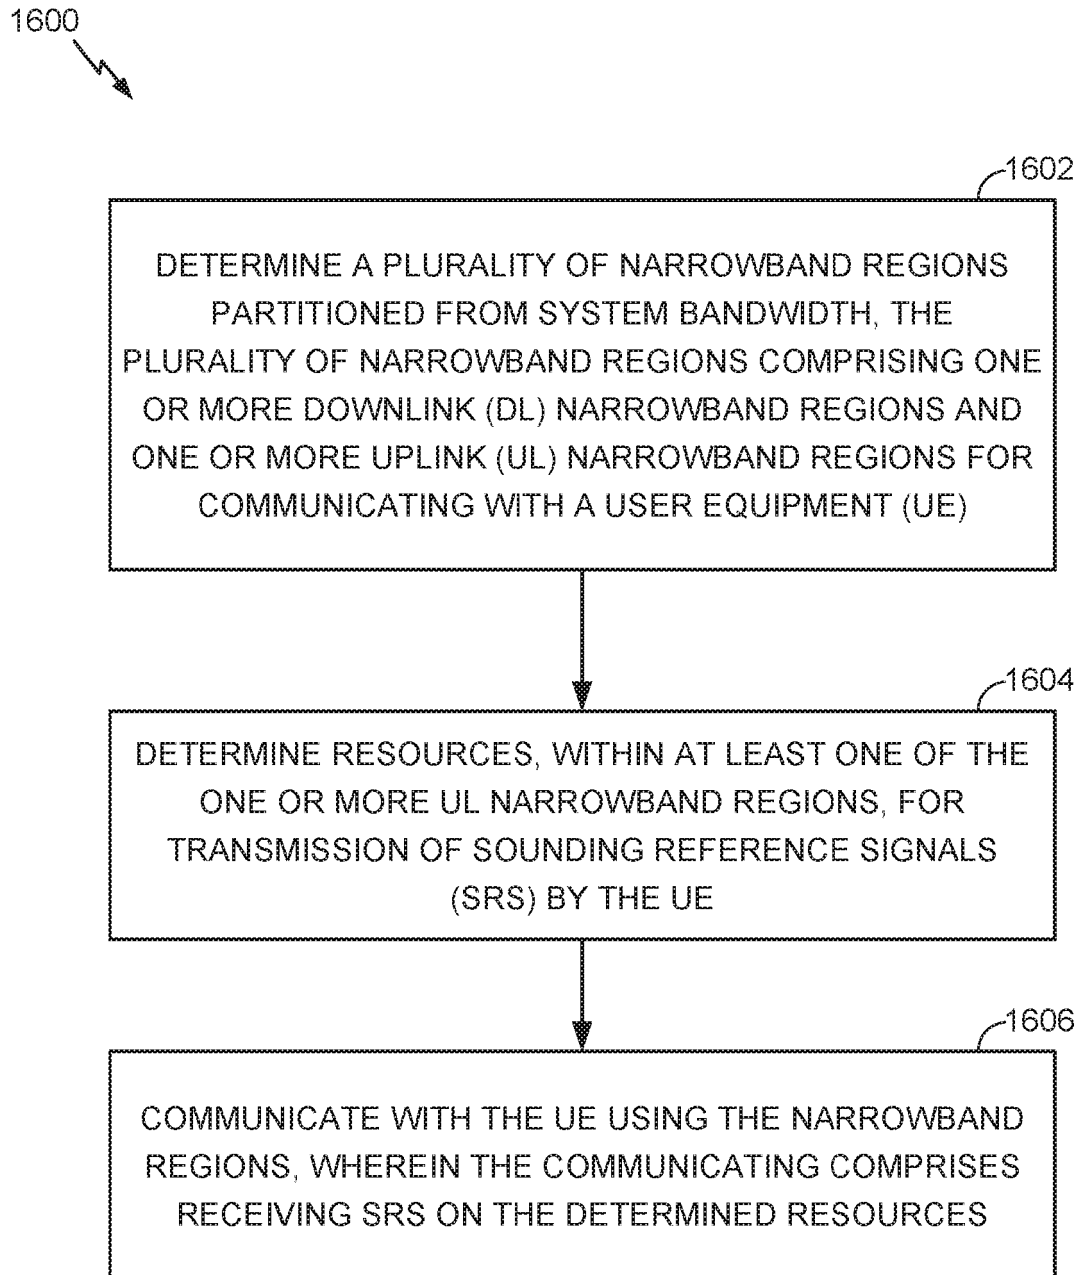 1600
1602
DETERMINE A PLURALITY OF NARROWBAND REGIONS
PARTITIONED FROM SYSTEM BANDWIDTH, THE
PLURALITY OF NARROWBAND REGIONS COMPRISING ONE
OR MORE DOWNLINK (DL) NARROWBAND REGIONS AND
ONE OR MORE UPLINK (UL) NARROWBAND REGIONS FOR
COMMUNICATING WITH A USER EQUIPMENT (UE)
1604
DETERMINE RESOURCES, WITHIN AT LEAST ONE OF THE
ONE OR MORE UL NARROWBAND REGIONS, FOR
TRANSMISSION OF SOUNDING REFERENCE SIGNALS
(SRS) BY THE UE
1606
COMMUNICATE WITH THE UE USING THE NARROWBAND
REGIONS, WHEREIN THE COMMUNICATING COMPRISES
RECEIVING SRS ON THE DETERMINED RESOURCES